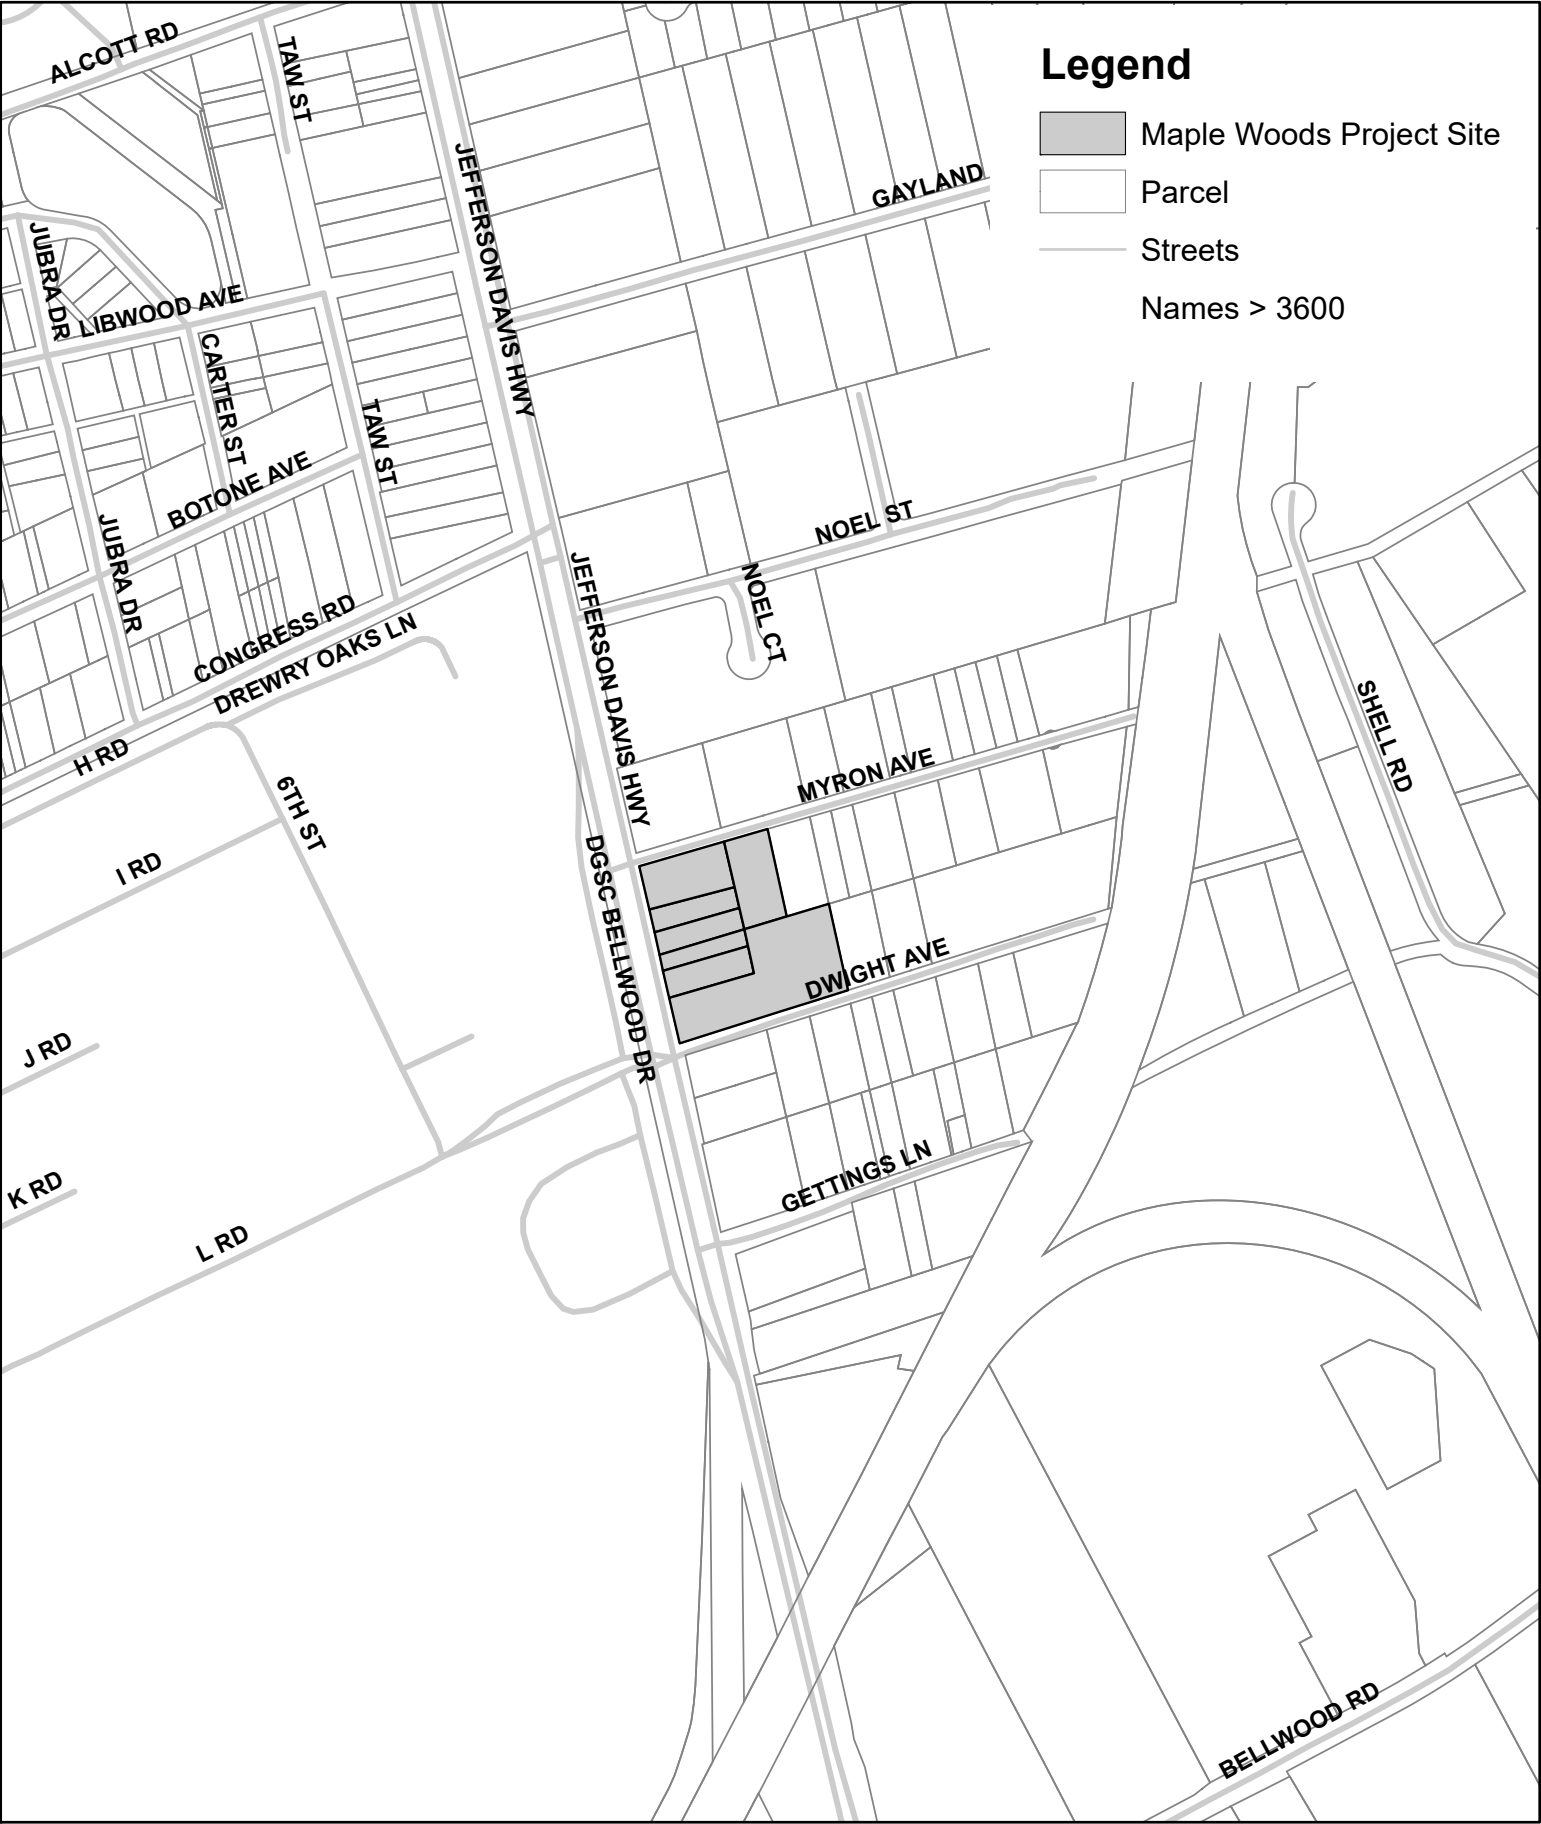 Legend
Maple Woods Project Site
Parcel
Streets
Names > 3600
ALCOTT RD
TAW ST
JEFFERSON DAVIS HWY
GAYLAND
JUBRA DR
LIBWOOD AVE
CARTER ST
TAW ST
BOTONE AVE
JUBRA DR
NOEL ST
NOEL CT
JEFFERSON DAVIS HWY
CONGRESS RD
DREWRY OAKS LN
H RD
6TH ST
MYRON AVE
SHELL RD
I RD
DGSC BELLWOOD DR
DWIGHT AVE
J RD
GETTINGS LN
K RD
L RD
BELLWOOD RD